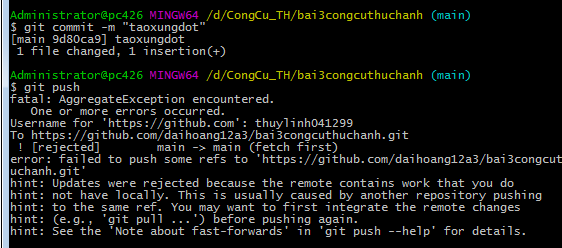 Administrator@pc426 MINGW64 /d/CongCu_TH/bai3congcuthuchanh (main)
$ git commit -m "taoxungdot"
[main 9d80ca9] taoxungdot
 1 file changed, 1 insertion(+)

Administrator@pc426 MINGW64 /d/CongCu_TH/bai3congcuthuchanh (main)
$ git push
fatal: AggregateException encountered.
   One or more errors occurred.
Username for 'https://github.com': thuylinh041299
To https://github.com/daihoang12a3/bai3congcuthuchanh.git
 ! [rejected]        main -> main (fetch first)
error: failed to push some refs to 'https://github.com/daihoang12a3/bai3congcuth
uchanh.git'
hint: Updates were rejected because the remote contains work that you do
hint: not have locally. This is usually caused by another repository pushing
hint: to the same ref. You may want to first integrate the remote changes
hint: (e.g., 'git pull ...') before pushing again.
hint: See the 'Note about fast-forwards' in 'git push --help' for details.